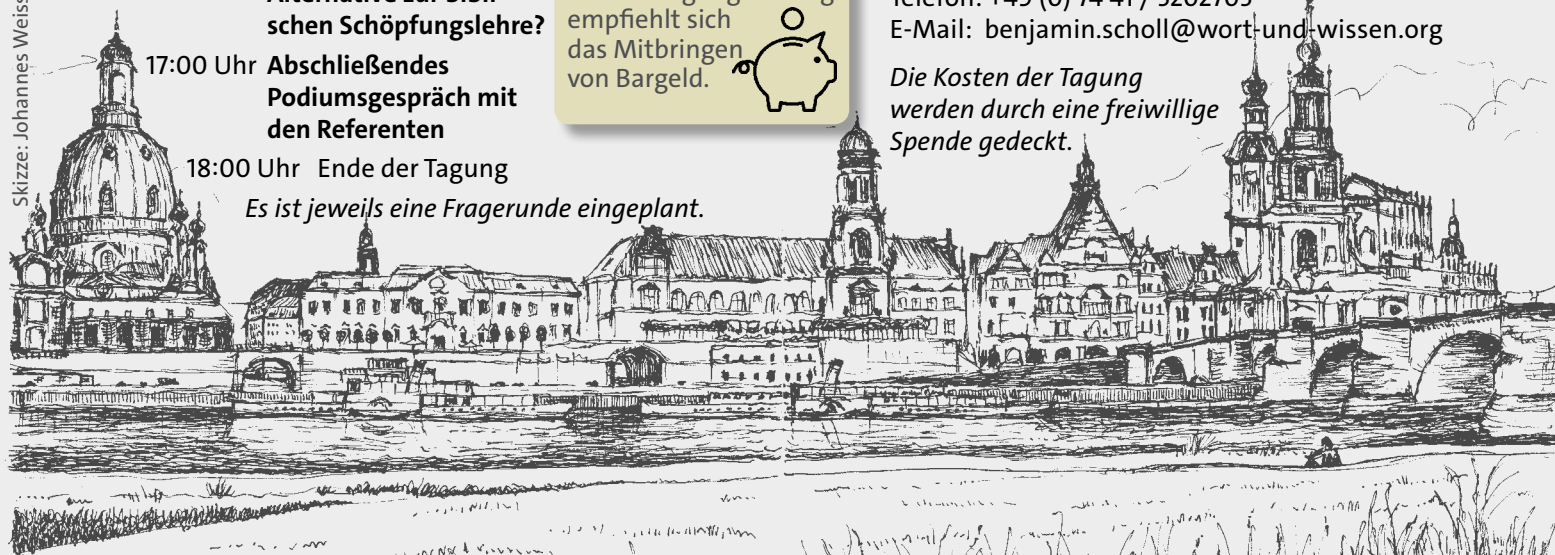 schen Schöpfungslehre?
17:00 Uhr Abschließendes
Podiumsgespräch mit
den Referenten
18:00 Uhr Ende der Tagung
Es ist jeweils eine Fragerunde eingeplant.
empfiehlt sich
das Mitbringen
von Bargeld.
E-Mail: benjamin.scholl@wort-und-wissen.org
Die Kosten der Tagung
werden durch eine freiwillige
Spende gedeckt.
Skizze: Johannes Weiss